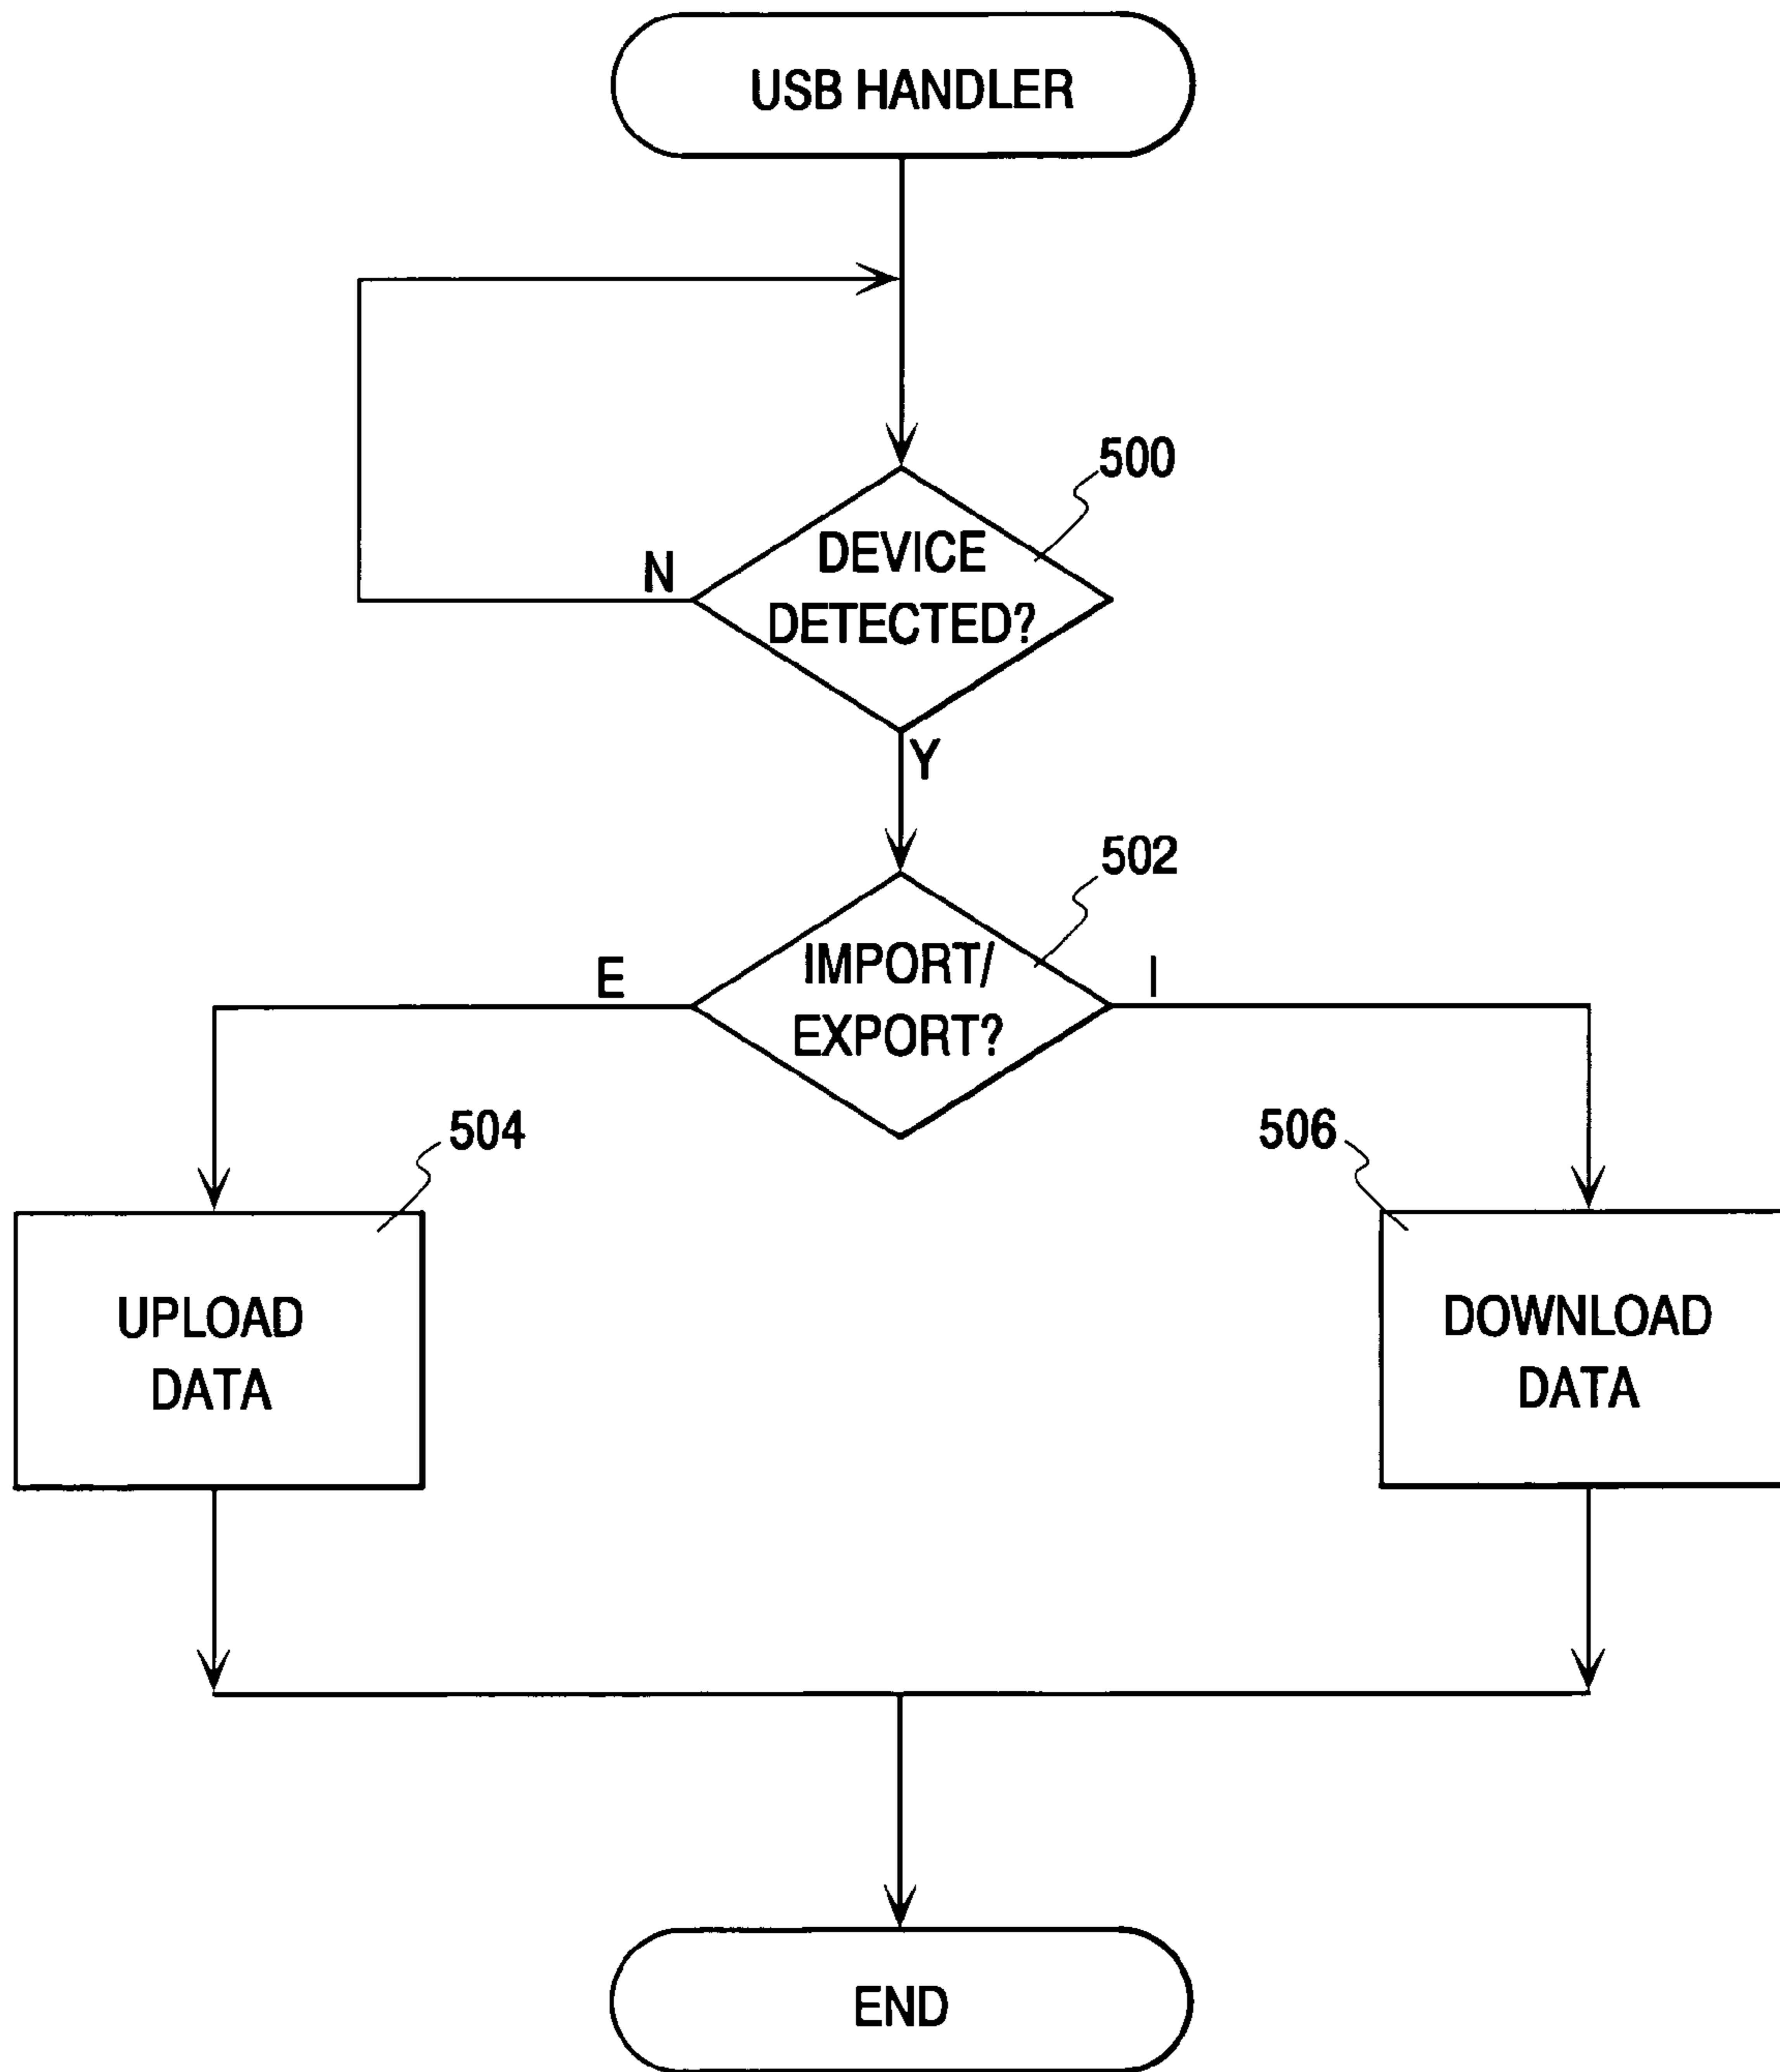 USB HANDLER
500
DEVICE
DETECTED?
N
Y
502
IMPORT/
EXPORT?
E
I
504
506
UPLOAD
DATA
DOWNLOAD
DATA
END